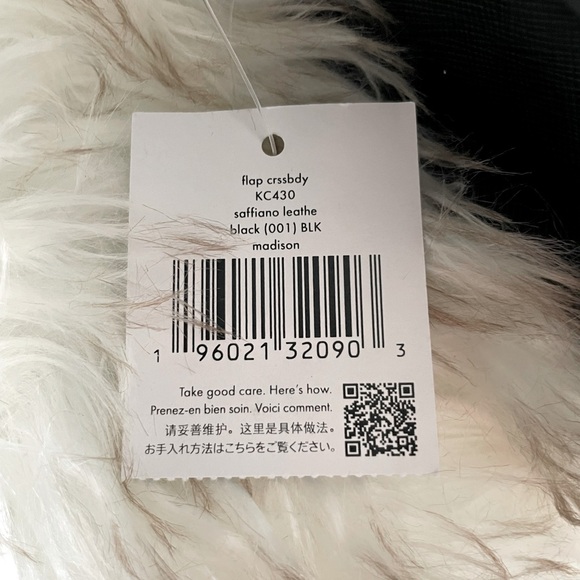 flap crssbdy
KC430
saffiano leathe
black (001) BLK
madison
1 96021 32090 3
Take good care. Here's how.
Prenez-en bien soin. Voici comment.
请妥善维护。这里是具体做法。
お手入れ方法はこちらをご覧ください。